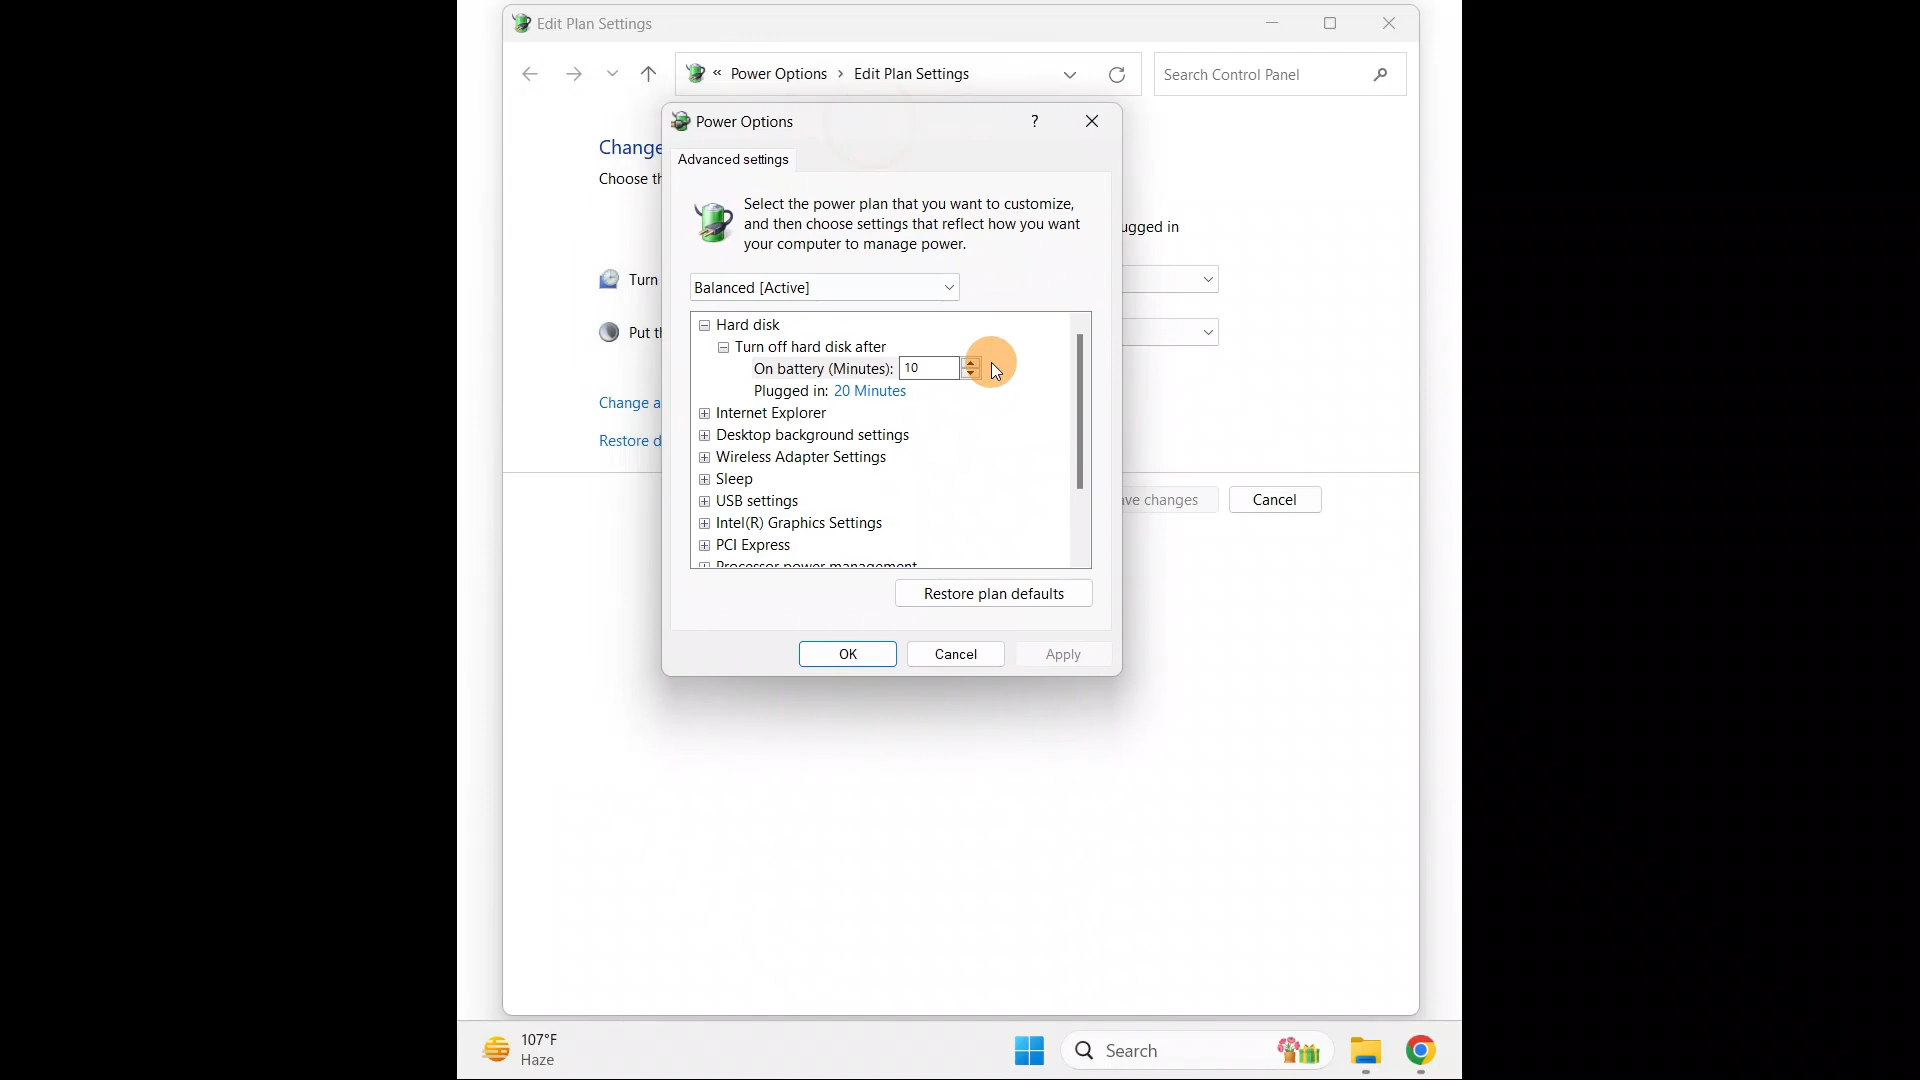 Edit Plan Settings
« Power Options › Edit Plan Settings
Search Control Panel
Power Options
?
Advanced settings
Change
Choose th
Select the power plan that you want to customize,
and then choose settings that reflect how you want
your computer to manage power.
ugged in
Turn
Balanced [Active]
Put th
Hard disk
Turn off hard disk after
On battery (Minutes): 10
Plugged in: 20 Minutes
Internet Explorer
Desktop background settings
Wireless Adapter Settings
Sleep
USB settings
Intel(R) Graphics Settings
PCI Express
Processor power management
Change a
Restore d
ve changes
Cancel
Restore plan defaults
OK
Cancel
Apply
107°F
Haze
Search